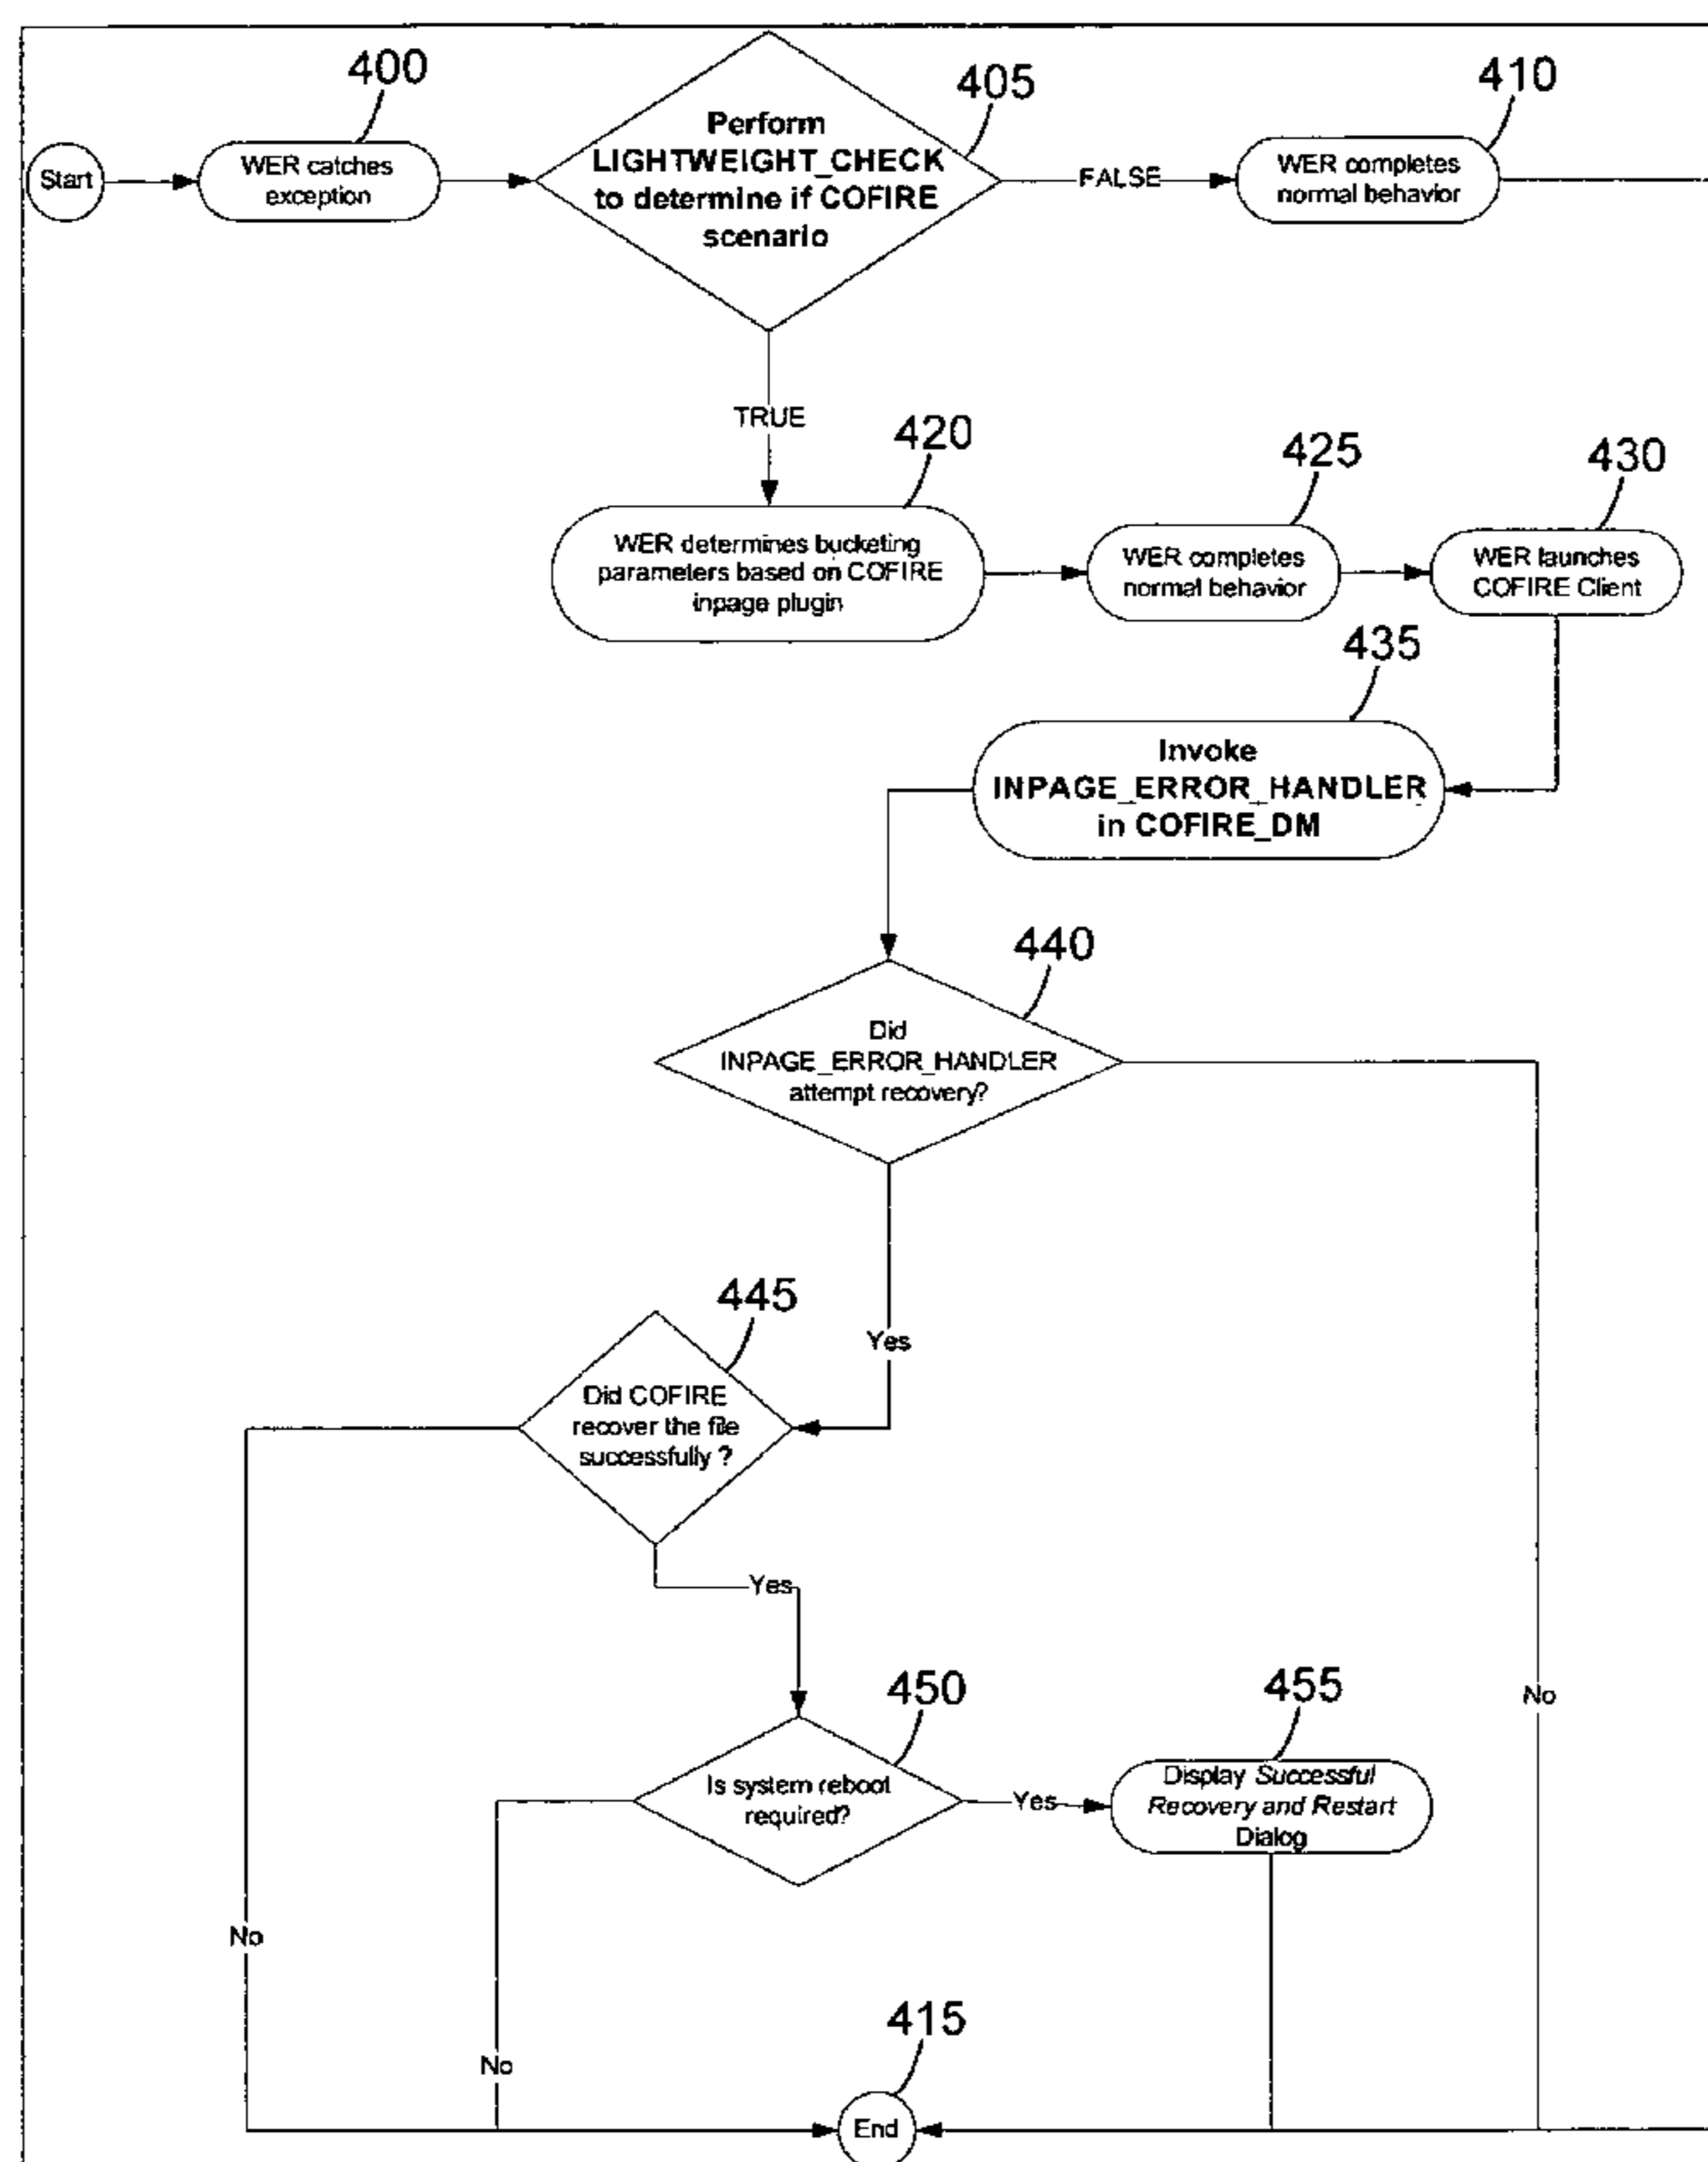 400
405
410
Start
WER catches
exception
Perform
LIGHTWEIGHT_CHECK
to determine if COFIRE
scenario
FALSE
WER completes
normal behavior
TRUE
420
425
430
WER determines bucketing
parameters based on COFIRE
inpage plugin
WER completes
normal behavior
WER launches
COFIRE Client
435
Invoke
INPAGE_ERROR_HANDLER
in COFIRE_DM
440
Did
INPAGE_ERROR_HANDLER
attempt recovery?
445
Yes
Did COFIRE
recover the file
successfully ?
Yes
450
455
No
Is system reboot
required?
Yes
Display Successful
Recovery and Restart
Dialog
No
No
415
End